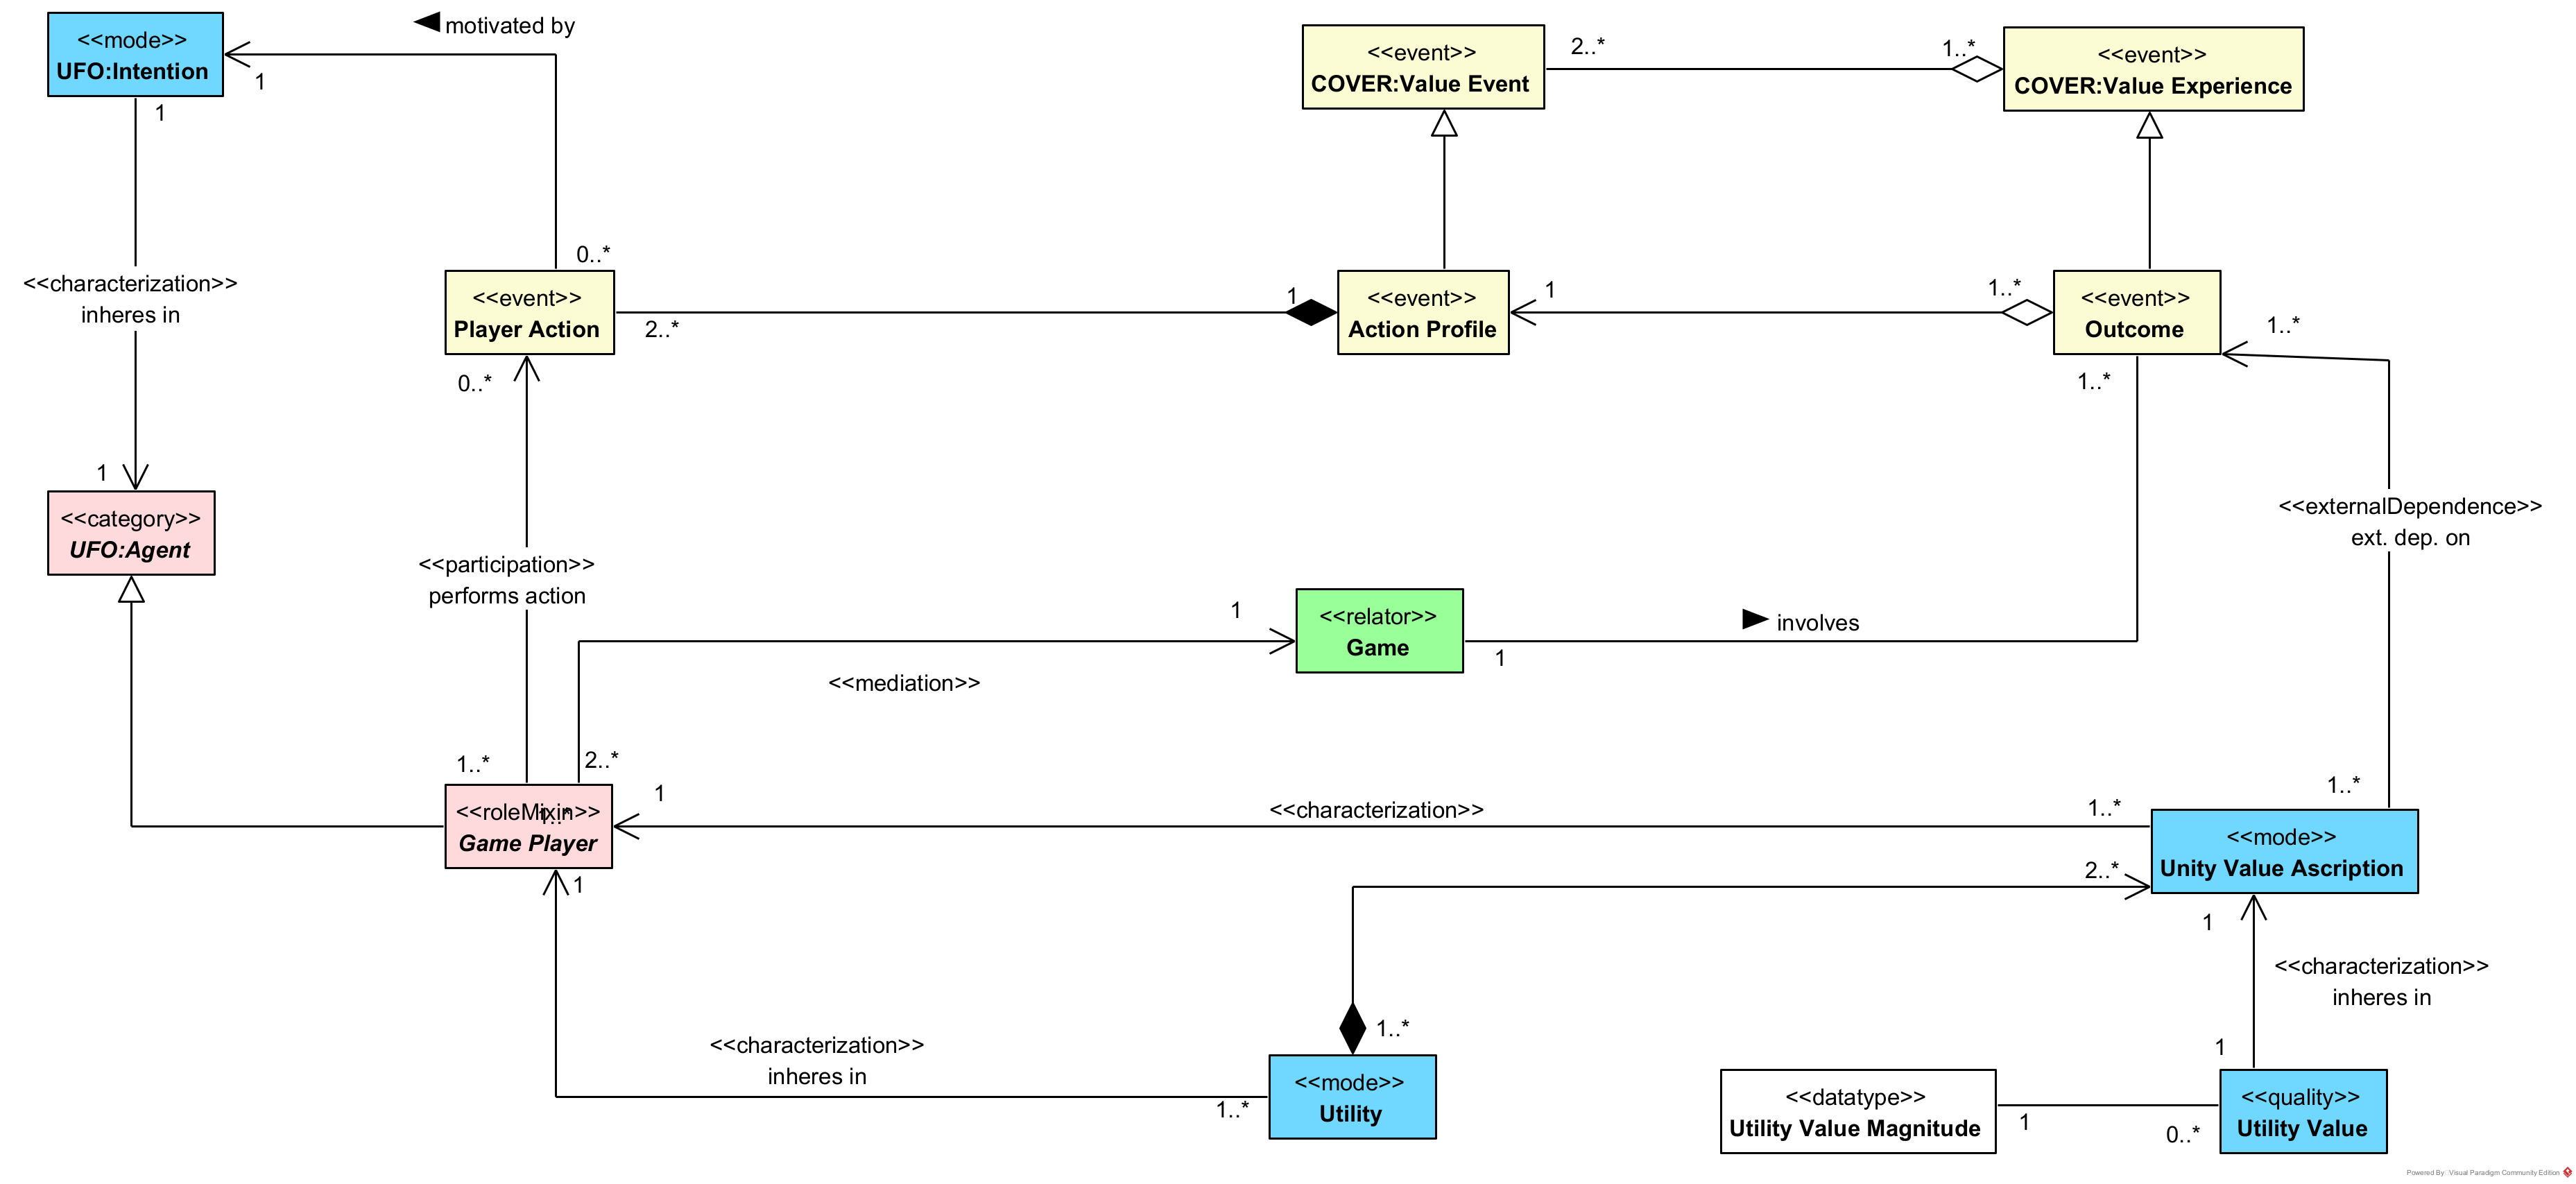 <<mode>>
UFO:Intention
motivated by
1
1
<<event>>
COVER:Value Event
2..*
1..*
<<event>>
COVER:Value Experience
<<characterization>>
inheres in
0..*
<<event>>
Player Action
2..*
1
<<event>>
Action Profile
1
1..*
<<event>>
Outcome
1..*
0..*
1..*
1
<<category>>
UFO:Agent
<<externalDependence>>
ext. dep. on
<<participation>>
performs action
1
<<relator>>
Game
involves
1
<<mediation>>
1..*
2..*
1
<<characterization>>
1..*
1..*
<<roleMixin>>
1..*
Game Player
1
<<mode>>
Unity Value Ascription
2..*
1
<<characterization>>
inheres in
1..*
<<characterization>>
inheres in
1..*
<<mode>>
Utility
1
<<datatype>>
Utility Value Magnitude
1
0..*
<<quality>>
Utility Value
Powered By: Visual Paradigm Community Edition